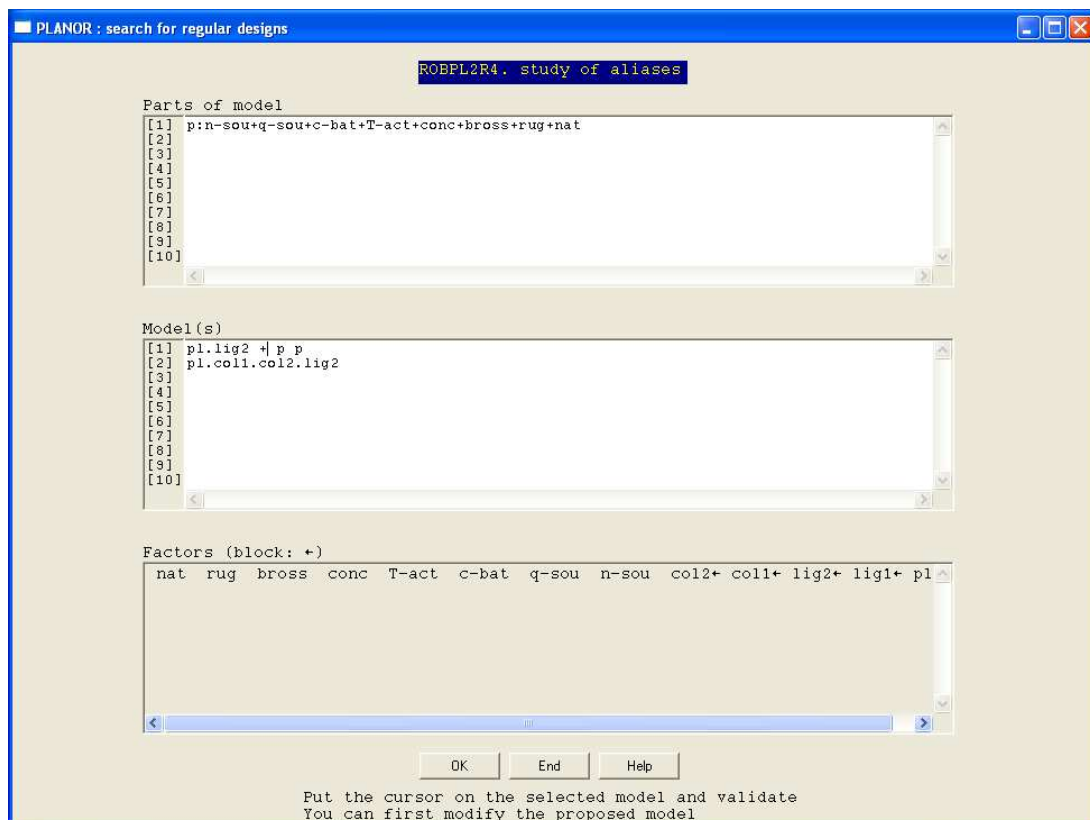 PLANOR : search for regular designs
ROBPL2R4. study of aliases
Parts of model
[1] p:n-sou+q-sou+c-bat+T-act+conc+bross+rug+nat
[2]
[3]
[4]
[5]
[6]
[7]
[8]
[9]
[10]
Model(s)
[1] pl.lig2 + p p
[2] pl.col1.col2.lig2
[3]
[4]
[5]
[6]
[7]
[8]
[9]
[10]
Factors (block: ←)
nat rug bross conc T-act c-bat q-sou n-sou col2← col1← lig2← lig1← pl
OK End Help
Put the cursor on the selected model and validate
You can first modify the proposed model